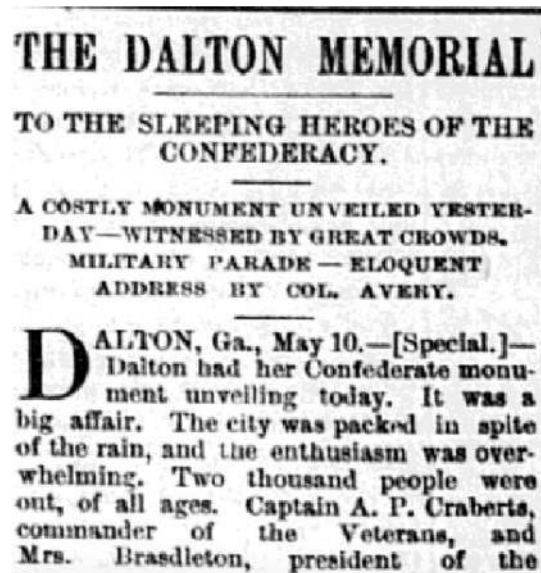 THE DALTON MEMORIAL
TO THE SLEEPING HEROES OF THE
CONFEDERACY.
A COSTLY MONUMENT UNVEILED YESTER-
DAY—WITNESSED BY GREAT CROWDS.
MILITARY PARADE — ELOQUENT
ADDRESS BY COL. AVERY.
DALTON, Ga., May 10.—[Special.]—
Dalton had her Confederate monu-
ment unveiling today. It was a
big affair. The city was packed in spite
of the rain, and the enthusiasm was over-
whelming. Two thousand people were
out, of all ages. Captain A. P. Craberts,
commander of the Veterans, and
Mrs. Brasdleton, president of the